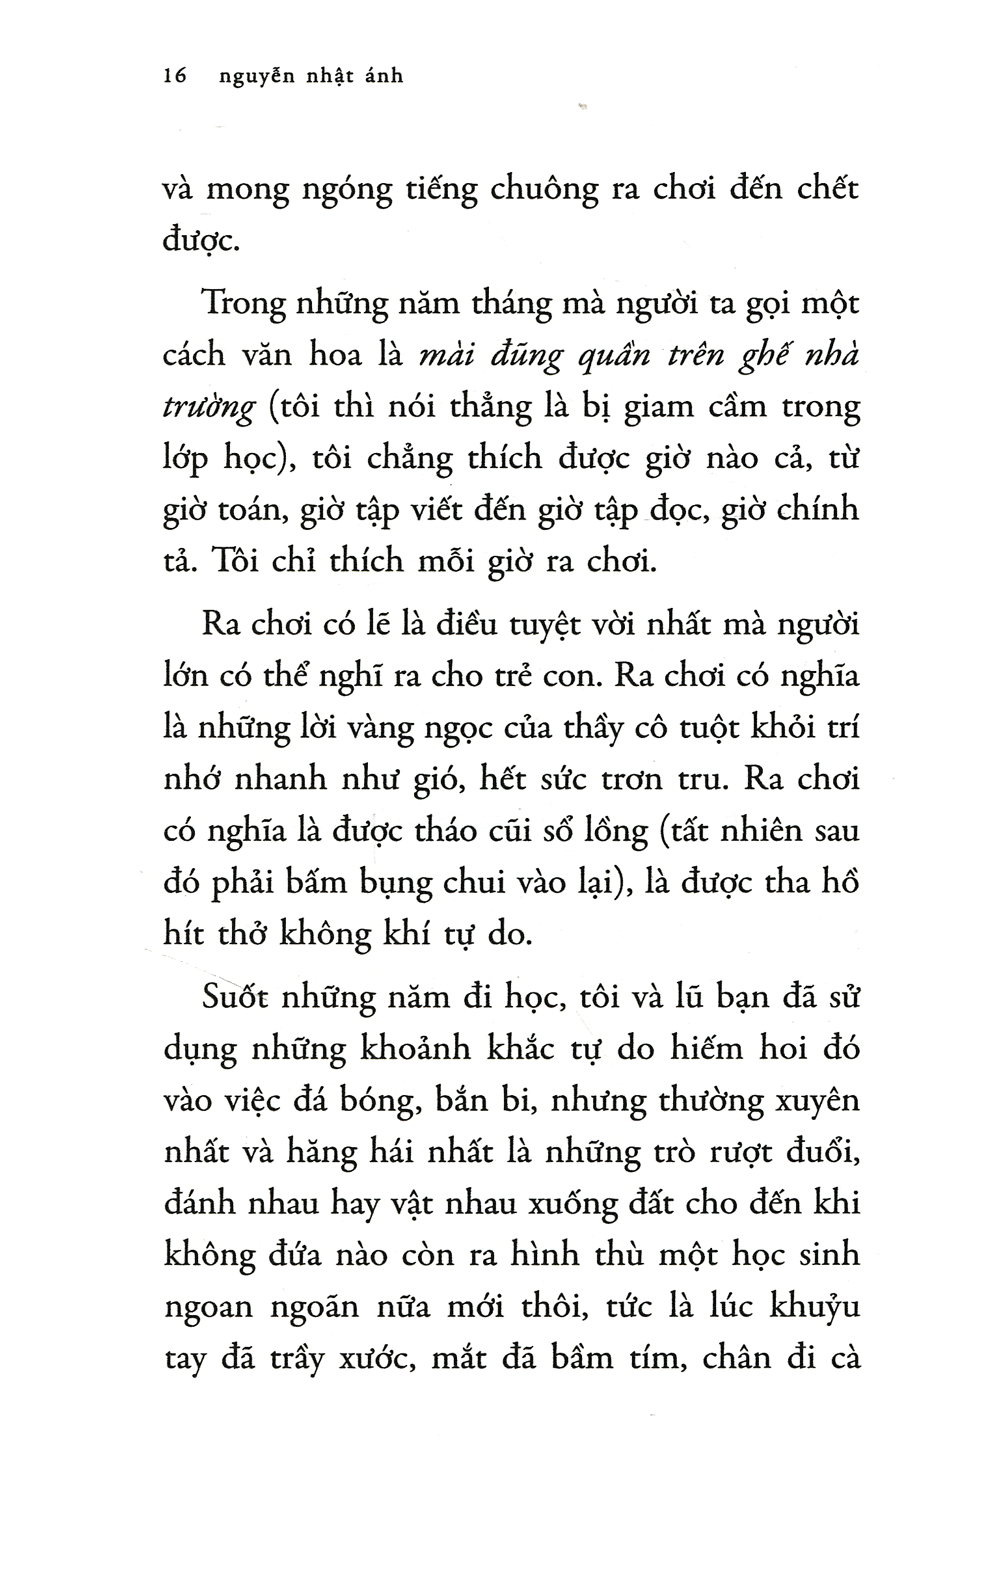 16 nguyễn nhật ánh
và mong ngóng tiếng chuông ra chơi đến chết
được.
Trong những năm tháng mà người ta gọi một
cách văn hoa là mài đũng quần trên ghế nhà
trường (tôi thì nói thẳng là bị giam cầm trong
lớp học), tôi chẳng thích được giờ nào cả, từ
giờ toán, giờ tập viết đến giờ tập đọc, giờ chính
tả. Tôi chỉ thích mỗi giờ ra chơi.
Ra chơi có lẽ là điều tuyệt vời nhất mà người
lớn có thể nghĩ ra cho trẻ con. Ra chơi có nghĩa
là những lời vàng ngọc của thầy cô tuột khỏi trí
nhớ nhanh như gió, hết sức trơn tru. Ra chơi
có nghĩa là được tháo cũi sổ lồng (tất nhiên sau
đó phải bấm bụng chui vào lại), là được tha hồ
hít thở không khí tự do.
Suốt những năm đi học, tôi và lũ bạn đã sử
dụng những khoảnh khắc tự do hiếm hoi đó
vào việc đá bóng, bắn bi, nhưng thường xuyên
nhất và hăng hái nhất là những trò rượt đuổi,
đánh nhau hay vật nhau xuống đất cho đến khi
không đứa nào còn ra hình thù một học sinh
ngoan ngoãn nữa mới thôi, tức là lúc khuỷu
tay đã trầy xước, mắt đã bầm tím, chân đi cà